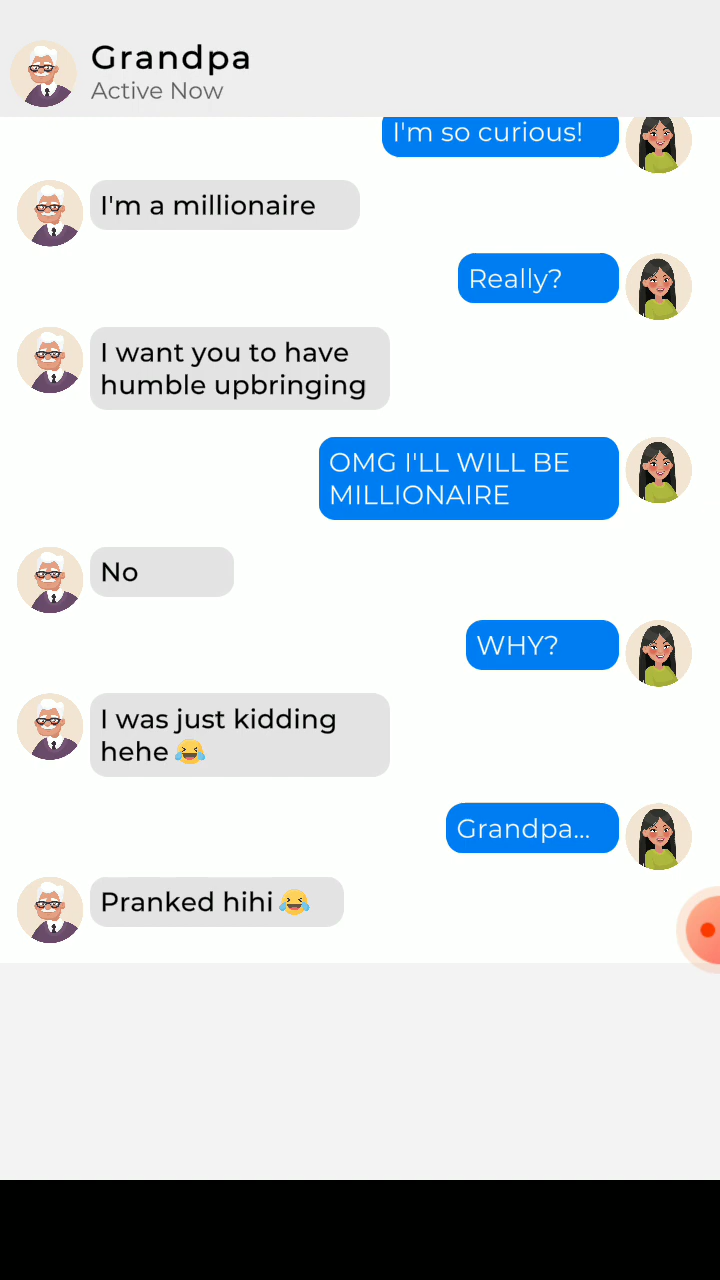 Grandpa
Active Now
I'm so curious!
I'm a millionaire
Really?
I want you to have
humble upbringing
OMG I'LL WILL BE
MILLIONAIRE
No
WHY?
I was just kidding
hehe 😂
Grandpa...
Pranked hihi 😂